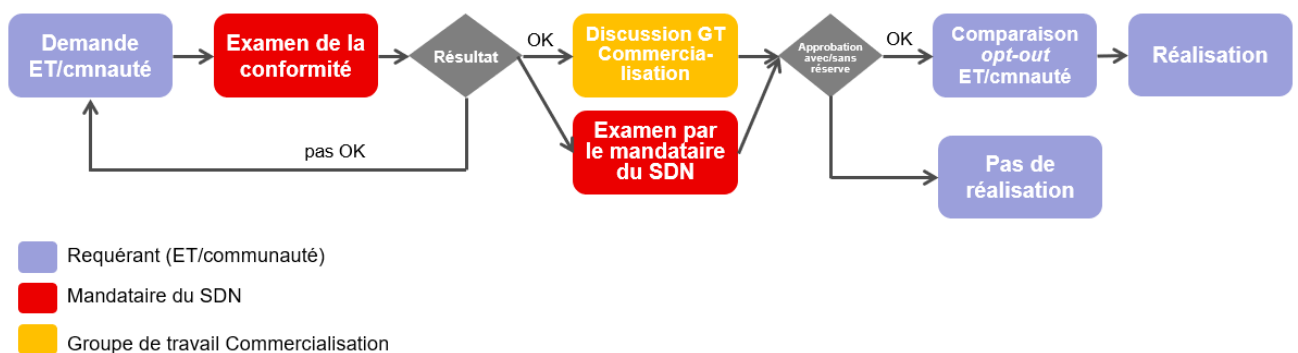 Demande
ET/cmnauté
Examen de la
conformité
Résultat
OK
Discussion GT
Commercia-
lisation
Approbation
avec/sans
réserve
OK
Comparaison
opt-out
ET/cmnauté
Réalisation
pas OK
Examen par
le mandataire
du SDN
Pas de
réalisation
Requérant (ET/communauté)
Mandataire du SDN
Groupe de travail Commercialisation